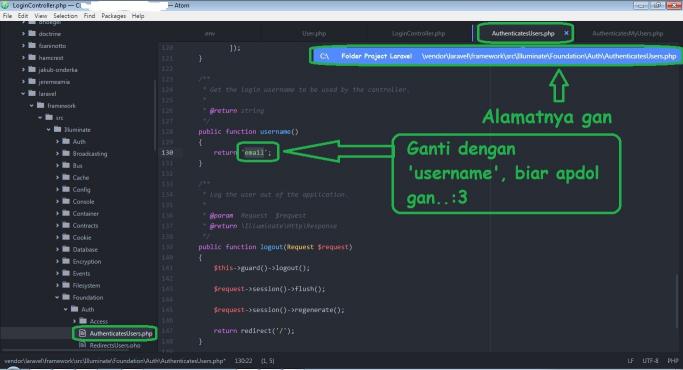 LoginController.php — C:\
— Atom
File Edit View Selection Find Packages Help
.env
User.php
LoginController.php
AuthenticatesUsers.php ×
AuthenticatesMyUsers.php
C:\ Folder Project Laravel \vendor\laravel\framework\src\Illuminate\Foundation\Auth\AuthenticatesUsers.php
doctrine
fzaninotto
hamcrest
jakub-onderka
jeremeamia
laravel
framework
src
Illuminate
Auth
Broadcasting
Bus
Cache
Config
Console
Container
Contracts
Cookie
Database
Encryption
Events
Filesystem
Foundation
Auth
Access
AuthenticatesUsers.php
RedirectsUsers.php
120 ]);
121 }
122
123 /**
124 * Get the login username to be used by the controller.
125 *
126 * @return string
127 */
128 public function username()
129 {
130 return 'email';
131 }
132
133 /**
134 * Log the user out of the application.
135 *
136 * @param Request $request
137 * @return \Illuminate\Http\Response
138 */
139 public function logout(Request $request)
140 {
141 $this->guard()->logout();
142
143 $request->session()->flush();
144
145 $request->session()->regenerate();
146
147 return redirect('/');
148 }
149
Alamatnya gan
Ganti dengan
'username', biar apdol
gan..:3
vendor\laravel\framework\src\Illuminate\Foundation\Auth\AuthenticatesUsers.php* 130:22 (1, 5)
LF UTF-8 PHP